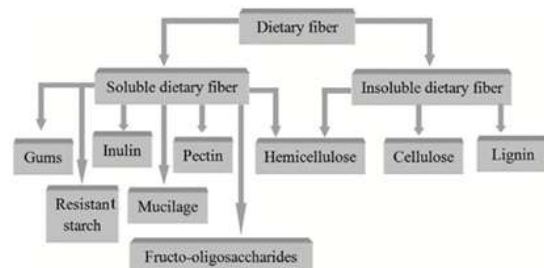 Dietary fiber
Soluble dietary fiber
Insoluble dietary fiber
Gums
Inulin
Pectin
Hemicellulose
Cellulose
Lignin
Resistant
starch
Mucilage
Fructo-oligosaccharides